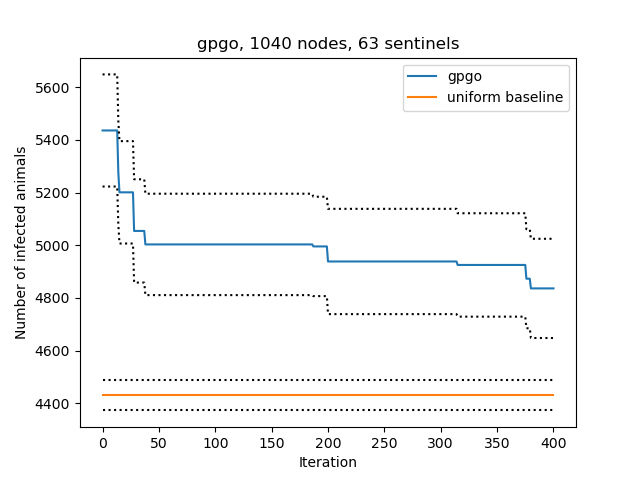 gpgo, 1040 nodes, 63 sentinels
gpgo
uniform baseline
Number of infected animals
5600
5400
5200
5000
4800
4600
4400
0 50 100 150 200 250 300 350 400
Iteration